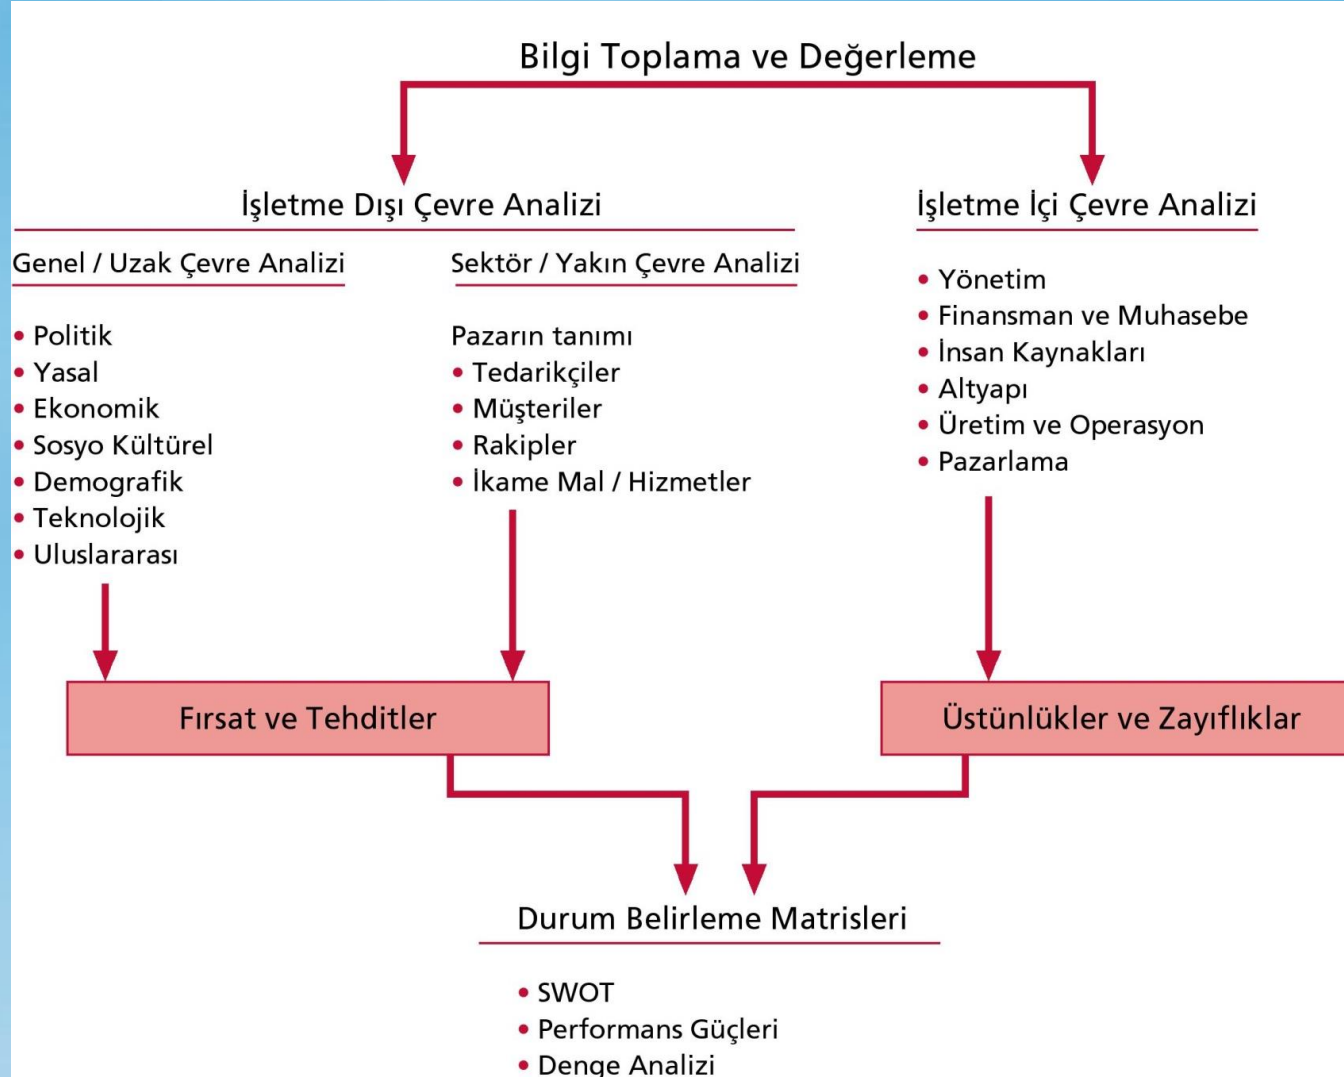 Bilgi Toplama ve Değerleme
İşletme Dışı Çevre Analizi
Genel / Uzak Çevre Analizi
• Politik
• Yasal
• Ekonomik
• Sosyo Kültürel
• Demografik
• Teknolojik
• Uluslararası
Sektör / Yakın Çevre Analizi
Pazarın tanımı
• Tedarikçiler
• Müşteriler
• Rakipler
• İkame Mal / Hizmetler
İşletme İçi Çevre Analizi
• Yönetim
• Finansman ve Muhasebe
• İnsan Kaynakları
• Altyapı
• Üretim ve Operasyon
• Pazarlama
Fırsat ve Tehditler
Üstünlükler ve Zayıflıklar
Durum Belirleme Matrisleri
• SWOT
• Performans Güçleri
• Denge Analizi